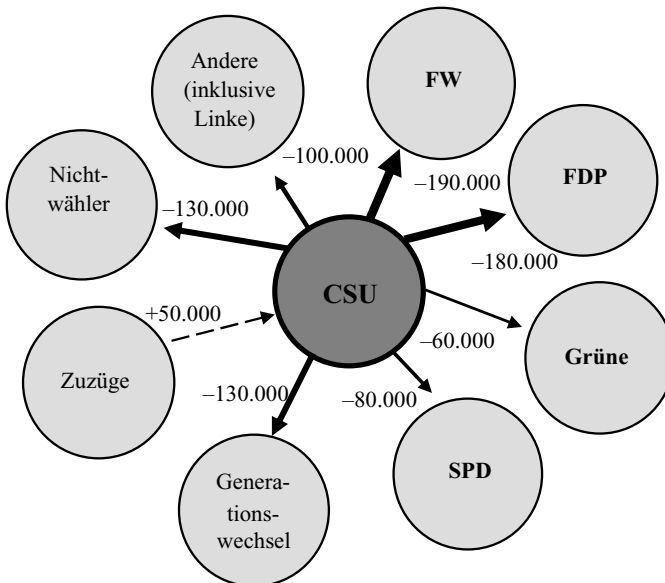 Andere
(inklusive
Linke)
FW
–100.000
–190.000
FDP
Nicht-
wähler
–130.000
–180.000
CSU
+50.000
–60.000
Grüne
Zuzüge
–130.000
–80.000
Genera-
tions-
wechsel
SPD